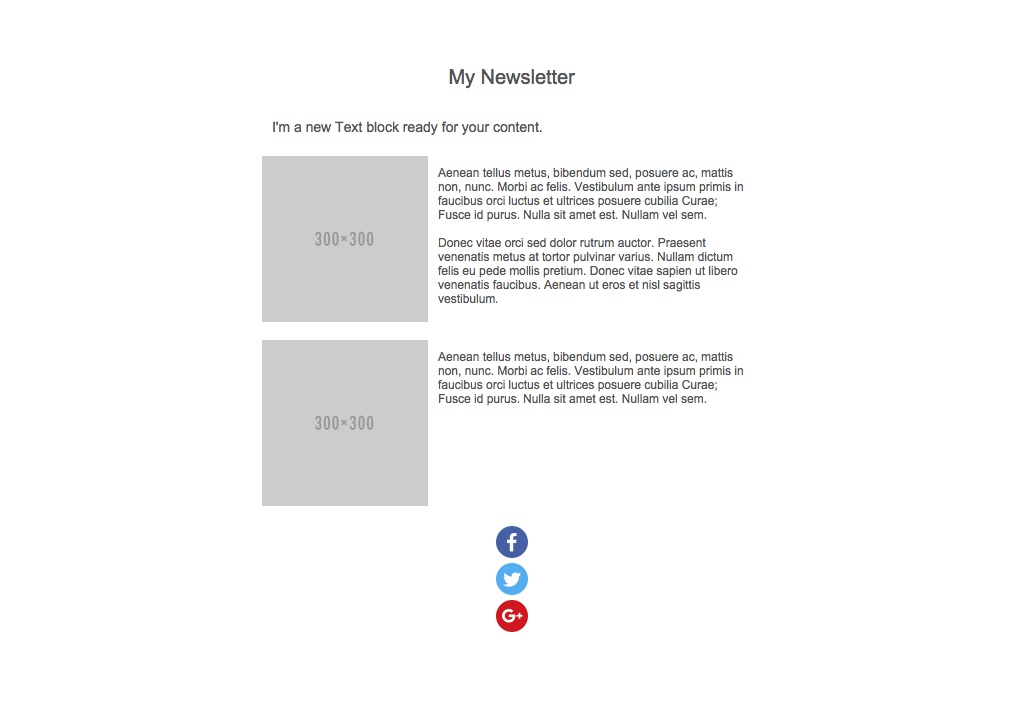 My Newsletter
I'm a new Text block ready for your content.
300×300
Aenean tellus metus, bibendum sed, posuere ac, mattis
non, nunc. Morbi ac felis. Vestibulum ante ipsum primis in
faucibus orci luctus et ultrices posuere cubilia Curae;
Fusce id purus. Nulla sit amet est. Nullam vel sem.
Donec vitae orci sed dolor rutrum auctor. Praesent
venenatis metus at tortor pulvinar varius. Nullam dictum
felis eu pede mollis pretium. Donec vitae sapien ut libero
venenatis faucibus. Aenean ut eros et nisl sagittis
vestibulum.
300×300
Aenean tellus metus, bibendum sed, posuere ac, mattis
non, nunc. Morbi ac felis. Vestibulum ante ipsum primis in
faucibus orci luctus et ultrices posuere cubilia Curae;
Fusce id purus. Nulla sit amet est. Nullam vel sem.
f
G+